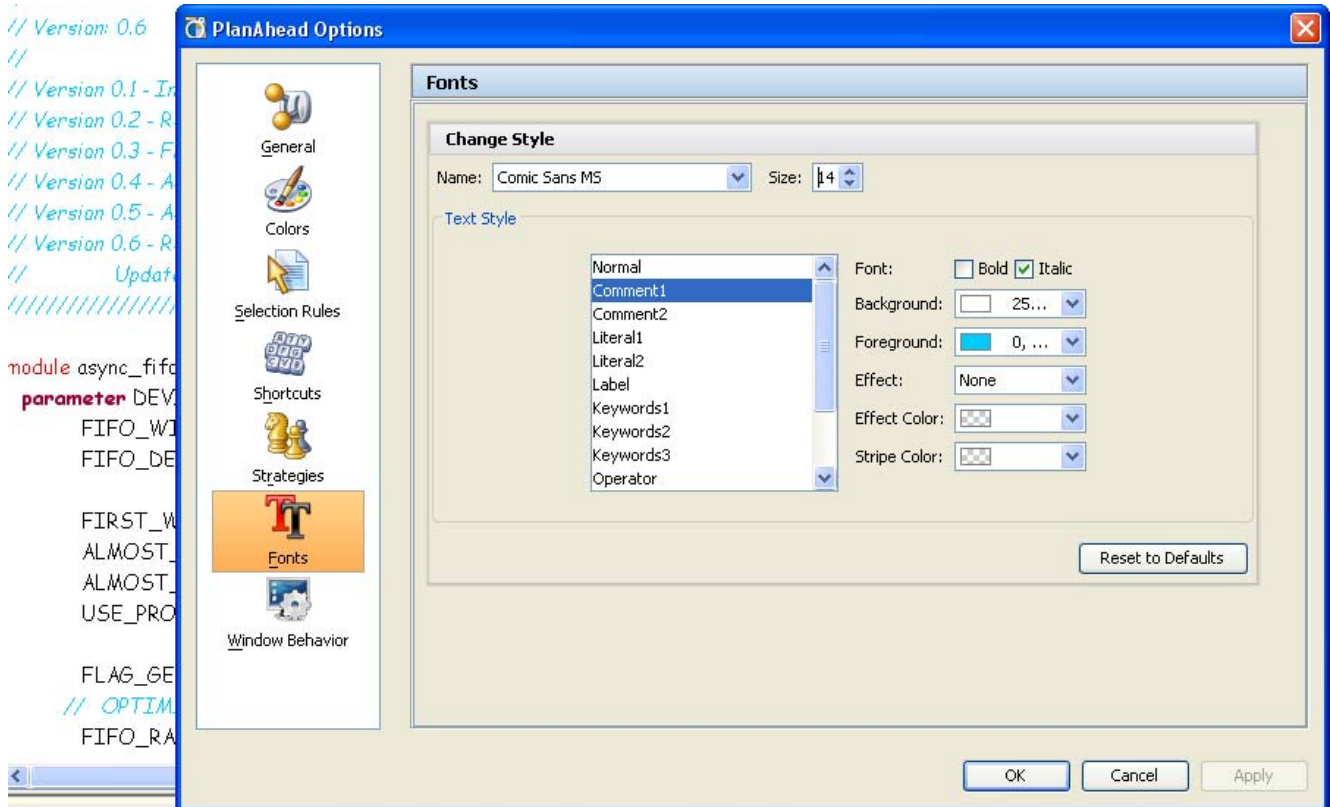 // Version: 0.6
//
// Version 0.1 - In
// Version 0.2 - R
// Version 0.3 - F
// Version 0.4 - A
// Version 0.5 - A
// Version 0.6 - R
// Update
/////////////////
module async_fifo
parameter DEV
FIFO_WI
FIFO_DE
FIRST_W
ALMOST_
ALMOST_
USE_PRO
FLAG_GE
// OPTIM
FIFO_RA
PlanAhead Options
General
Colors
Selection Rules
Shortcuts
Strategies
Fonts
Window Behavior
Fonts
Change Style
Name: Comic Sans MS Size: 14
Text Style
Normal
Comment1
Comment2
Literal1
Literal2
Label
Keywords1
Keywords2
Keywords3
Operator
Font: Bold Italic
Background: 25...
Foreground: 0, ...
Effect: None
Effect Color:
Stripe Color:
Reset to Defaults
OK Cancel Apply